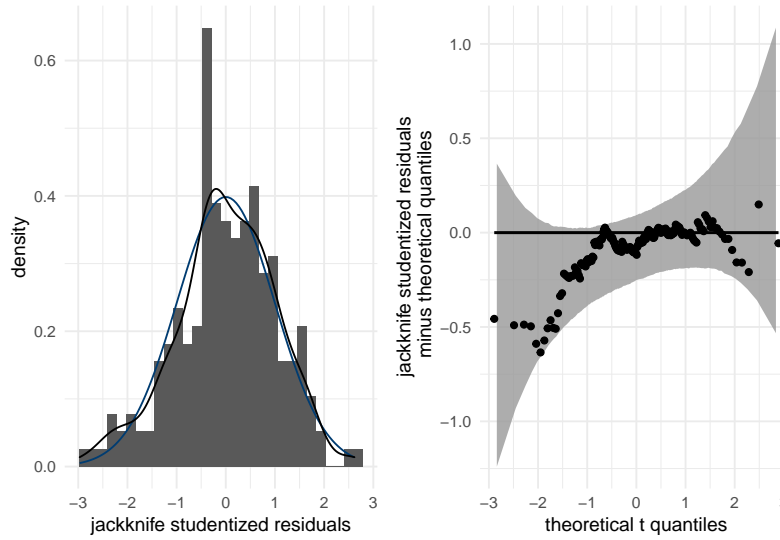 0.6
0.4
0.2
0.0
density
−3 −2 −1 0 1 2 3
jackknife studentized residuals
1.0
0.5
0.0
−0.5
−1.0
jackknife studentized residuals
minus theoretical quantiles
−3 −2 −1 0 1 2
theoretical t quantiles